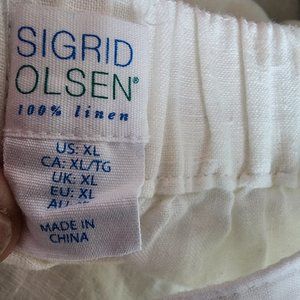 SIGRID
OLSEN®
100% linen
US: XL
CA: XL/TG
UK: XL
EU: XL
MADE IN
CHINA